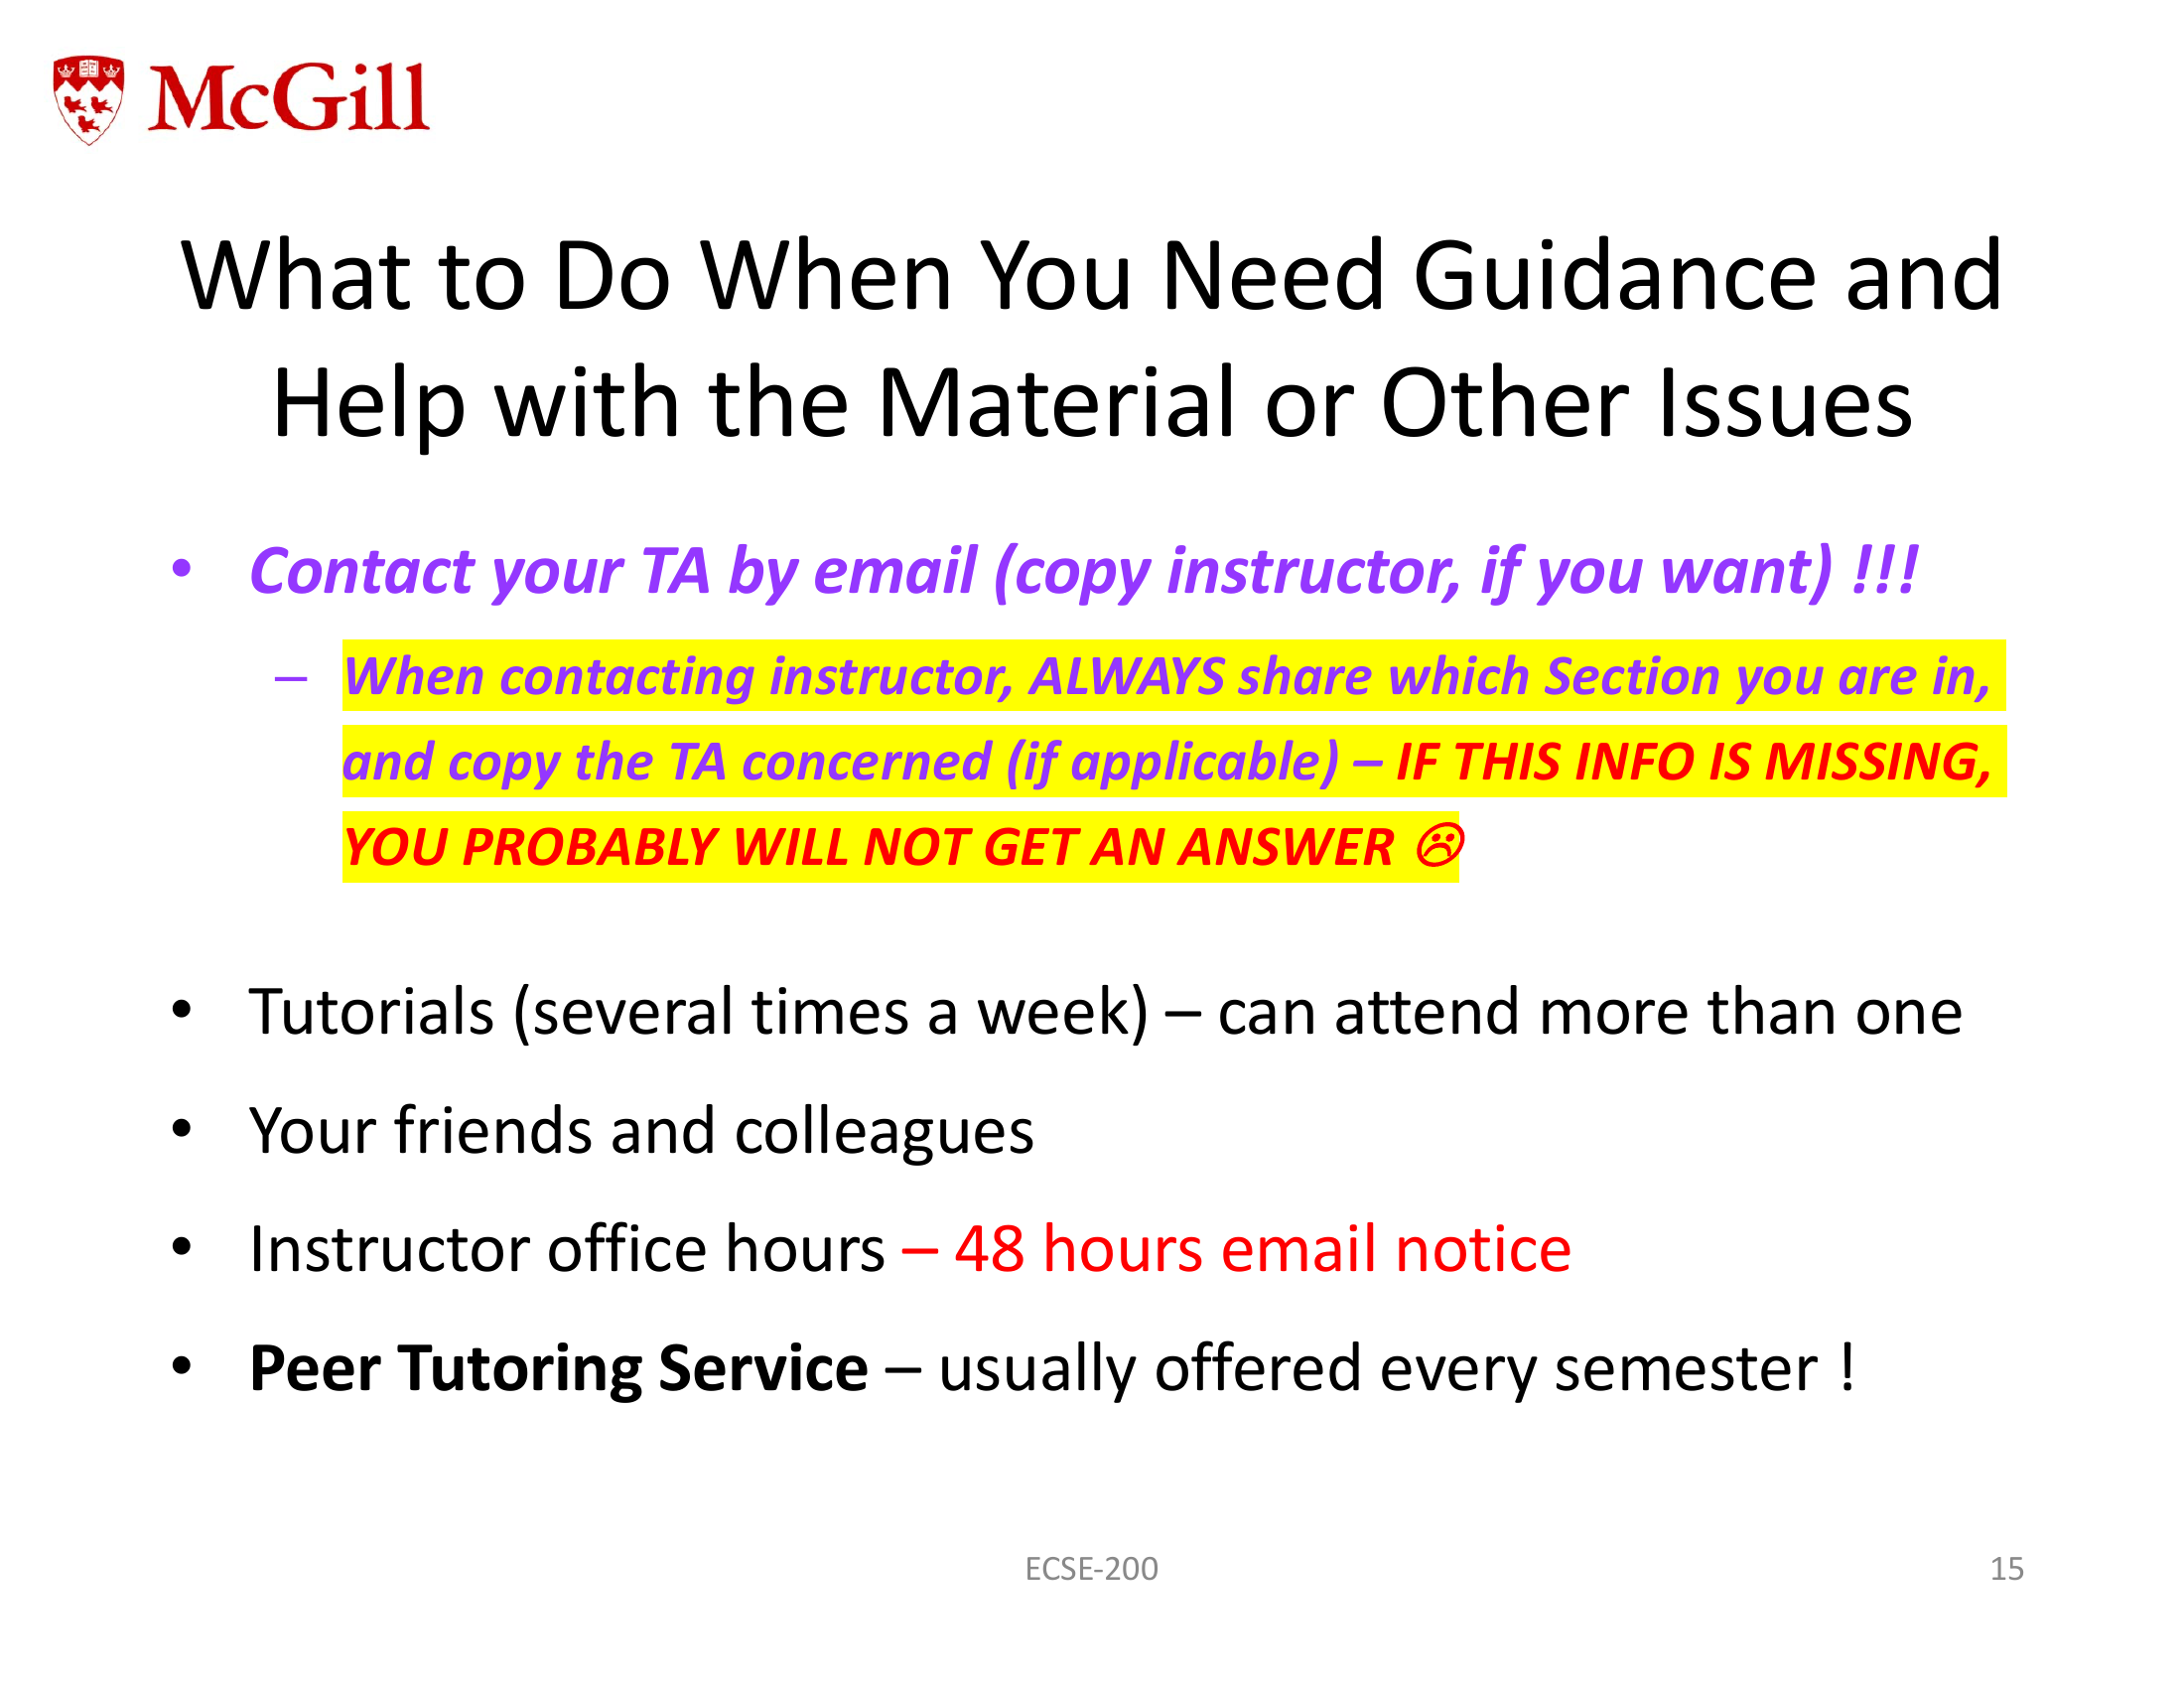 McGill
What to Do When You Need Guidance and
Help with the Material or Other Issues
• Contact your TA by email (copy instructor, if you want) !!!
– When contacting instructor, ALWAYS share which Section you are in,
and copy the TA concerned (if applicable) – IF THIS INFO IS MISSING,
YOU PROBABLY WILL NOT GET AN ANSWER ☹
• Tutorials (several times a week) – can attend more than one
• Your friends and colleagues
• Instructor office hours – 48 hours email notice
• Peer Tutoring Service – usually offered every semester !
ECSE-200
15